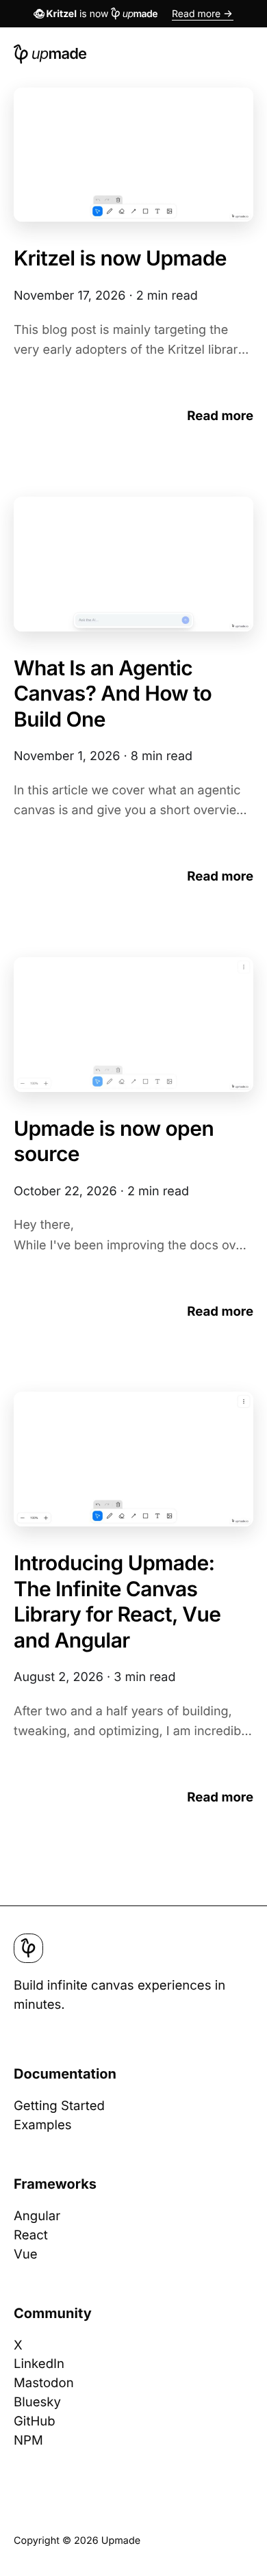 Kritzel is now upmade Read more →
upmade
Kritzel is now Upmade
November 17, 2026 · 2 min read
This blog post is mainly targeting the
very early adopters of the Kritzel librar...
Read more
What Is an Agentic
Canvas? And How to
Build One
November 1, 2026 · 8 min read
In this article we cover what an agentic
canvas is and give you a short overvie...
Read more
Upmade is now open
source
October 22, 2026 · 2 min read
Hey there,
While I've been improving the docs ov...
Read more
Introducing Upmade:
The Infinite Canvas
Library for React, Vue
and Angular
August 2, 2026 · 3 min read
After two and a half years of building,
tweaking, and optimizing, I am incredib...
Read more
Build infinite canvas experiences in
minutes.
Documentation
Getting Started
Examples
Frameworks
Angular
React
Vue
Community
X
LinkedIn
Mastodon
Bluesky
GitHub
NPM
Copyright © 2026 Upmade